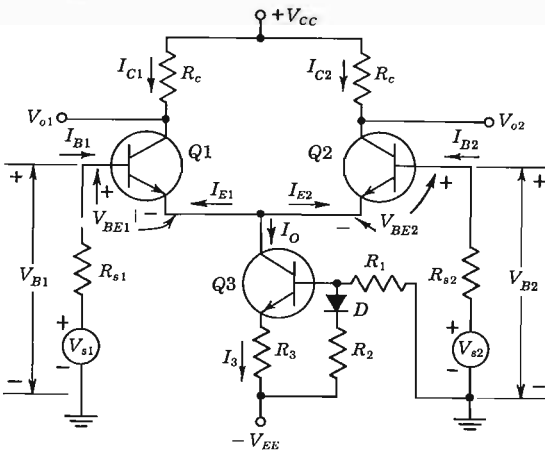 +V_CC
I_C1
R_c
I_C2
R_c
V_o1
V_o2
I_B1
Q1
Q2
I_B2
+
+
+
+
I_E1
I_E2
V_BE1
−
−
V_BE2
I_O
V_B1
R_s1
Q3
R_1
R_s2
V_B2
D
+
V_s1
−
I_3
R_3
R_2
+
V_s2
−
−
−
−V_EE